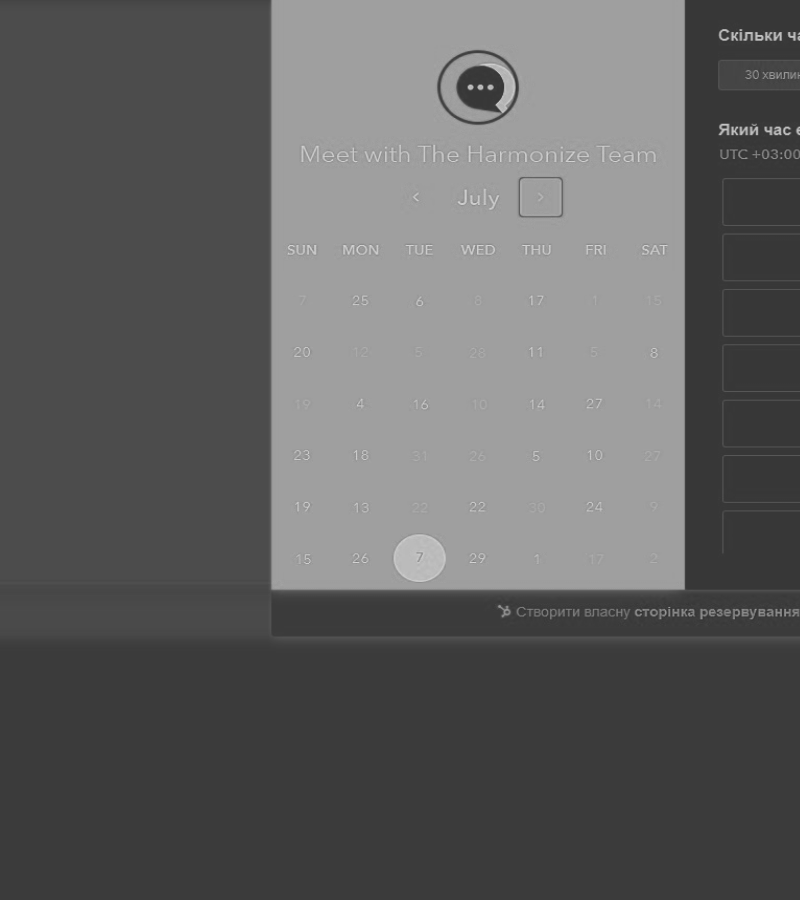 Meet with The Harmonize Team
July
SUN MON TUE WED THU FRI SAT
7 25 6 8 17 1 15
20 12 5 28 11 5 8
19 4 16 10 14 27 14
23 18 31 26 5 10 27
19 13 22 22 30 24 9
15 26 7 29 1 17 2
Скільки
30
Який час
UTC +03:00
Створити власну сторінка резервування